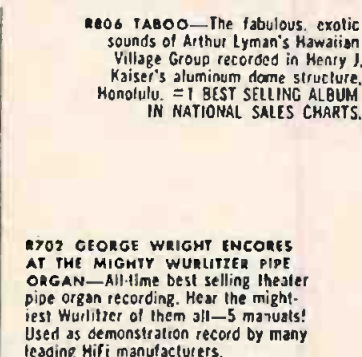 R806 TABOO—The fabulous, exotic
sounds of Arthur Lyman's Hawaiian
Village Group recorded in Henry J.
Kaiser's aluminum dome structure,
Honolulu. #1 BEST SELLING ALBUM
IN NATIONAL SALES CHARTS.
R702 GEORGE WRIGHT ENCORES
AT THE MIGHTY WURLITZER PIPE
ORGAN—All-time best selling theater
pipe organ recording. Hear the might-
iest Wurlitzer of them all—5 manuals!
Used as demonstration record by many
leading HiFi manufacturers.